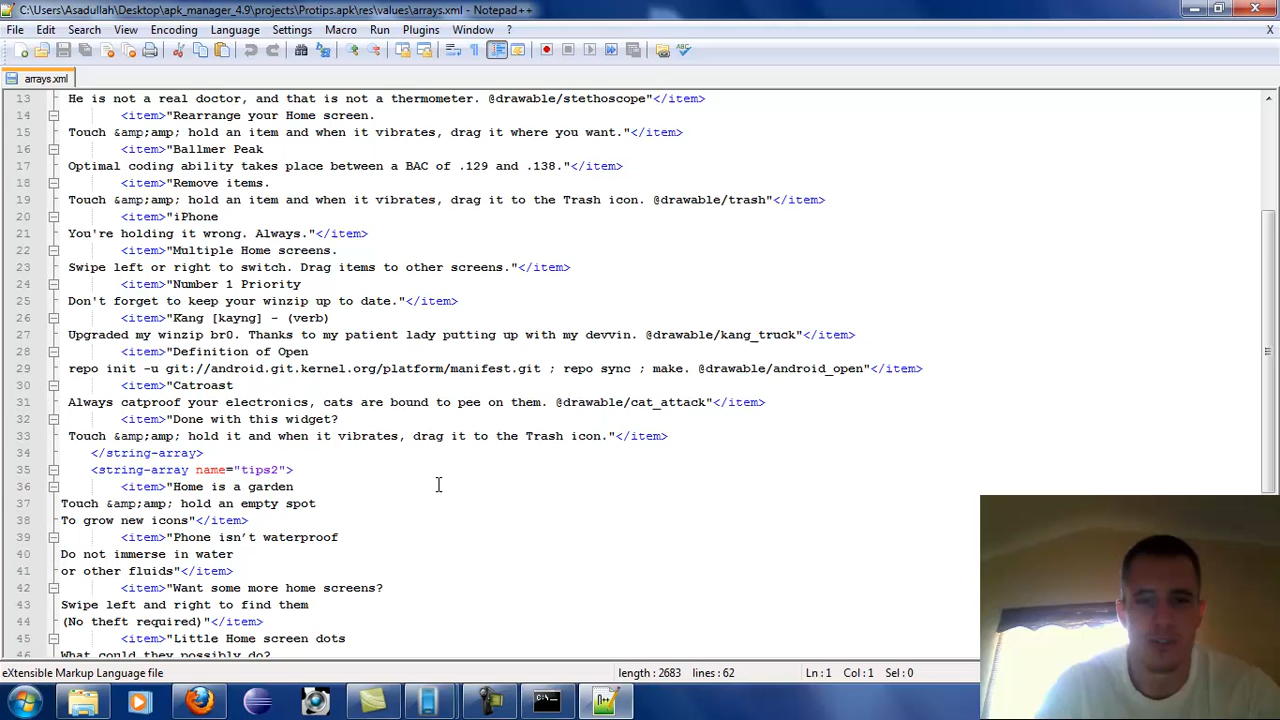 C:\Users\Asadullah\Desktop\apk_manager_4.9\projects\Protips.apk\res\values\arrays.xml - Notepad++
File Edit Search View Encoding Language Settings Macro Run Plugins Window ? X
arrays.xml
13 He is not a real doctor, and that is not a thermometer. @drawable/stethoscope"</item>
14 <item>"Rearrange your Home screen.
15 Touch &amp;amp; hold an item and when it vibrates, drag it where you want."</item>
16 <item>"Ballmer Peak
17 Optimal coding ability takes place between a BAC of .129 and .138."</item>
18 <item>"Remove items.
19 Touch &amp;amp; hold an item and when it vibrates, drag it to the Trash icon. @drawable/trash"</item>
20 <item>"iPhone
21 You're holding it wrong. Always."</item>
22 <item>"Multiple Home screens.
23 Swipe left or right to switch. Drag items to other screens."</item>
24 <item>"Number 1 Priority
25 Don't forget to keep your winzip up to date."</item>
26 <item>"Kang [kayng] - (verb)
27 Upgraded my winzip br0. Thanks to my patient lady putting up with my devvin. @drawable/kang_truck"</item>
28 <item>"Definition of Open
29 repo init -u git://android.git.kernel.org/platform/manifest.git ; repo sync ; make. @drawable/android_open"</item>
30 <item>"Catroast
31 Always catproof your electronics, cats are bound to pee on them. @drawable/cat_attack"</item>
32 <item>"Done with this widget?
33 Touch &amp;amp; hold it and when it vibrates, drag it to the Trash icon."</item>
34 </string-array>
35 <string-array name="tips2">
36 <item>"Home is a garden
37 Touch &amp;amp; hold an empty spot
38 To grow new icons"</item>
39 <item>"Phone isn’t waterproof
40 Do not immerse in water
41 or other fluids"</item>
42 <item>"Want some more home screens?
43 Swipe left and right to find them
44 (No theft required)"</item>
45 <item>"Little Home screen dots
46 What could they possibly do?
eXtensible Markup Language file length : 2683 lines : 62 Ln : 1 Col : 1 Sel : 0